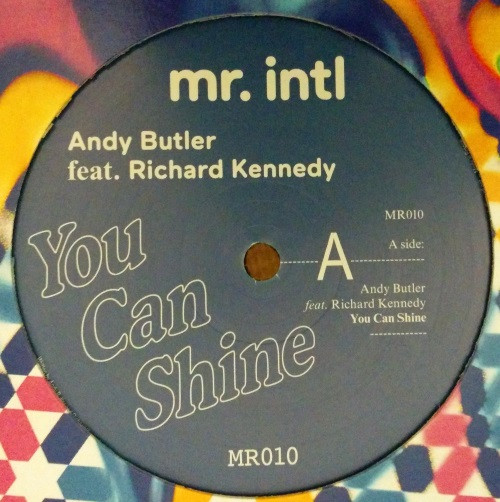 mr. intl
Andy Butler
feat. Richard Kennedy
You
Can
Shine
MR010
A side:
A
Andy Butler
feat. Richard Kennedy
You Can Shine
MR010